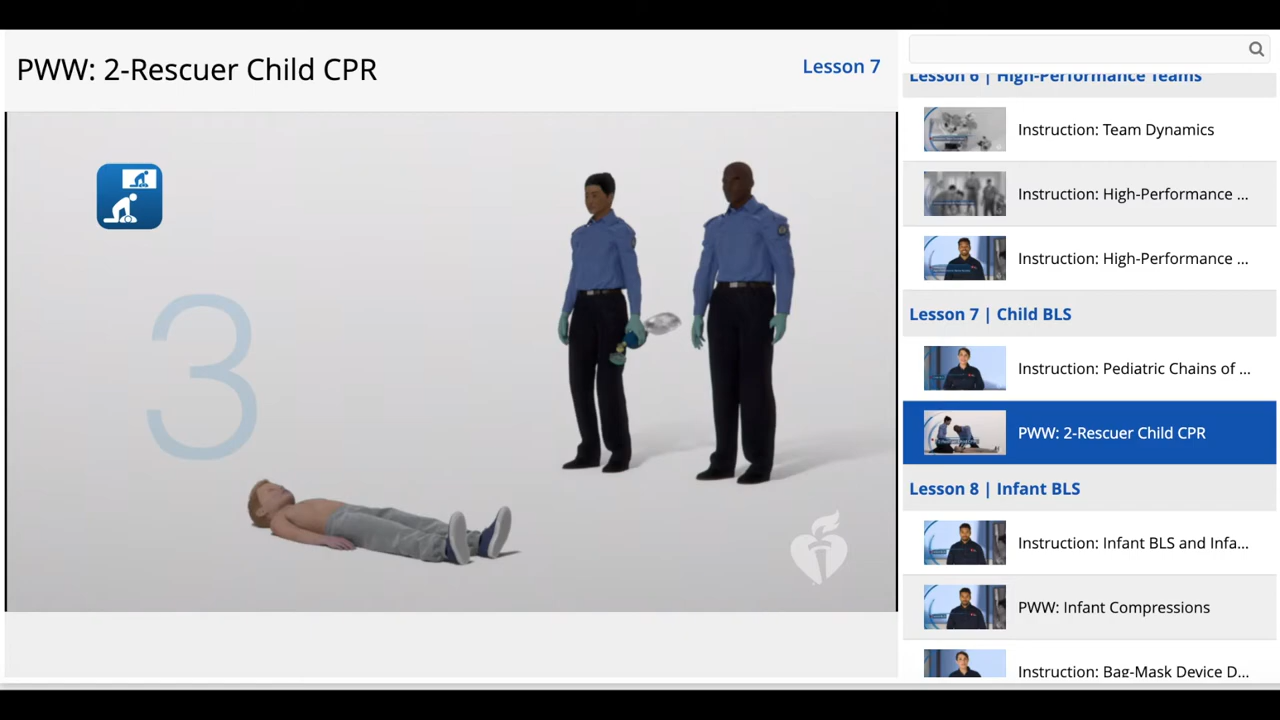 PWW: 2-Rescuer Child CPR
Lesson 7
3
Lesson 6 | High-Performance Teams
Instruction: Team Dynamics
Instruction: High-Performance ...
Instruction: High-Performance ...
Lesson 7 | Child BLS
Instruction: Pediatric Chains of ...
PWW: 2-Rescuer Child CPR
Lesson 8 | Infant BLS
Instruction: Infant BLS and Infa...
PWW: Infant Compressions
Instruction: Bag-Mask Device D...